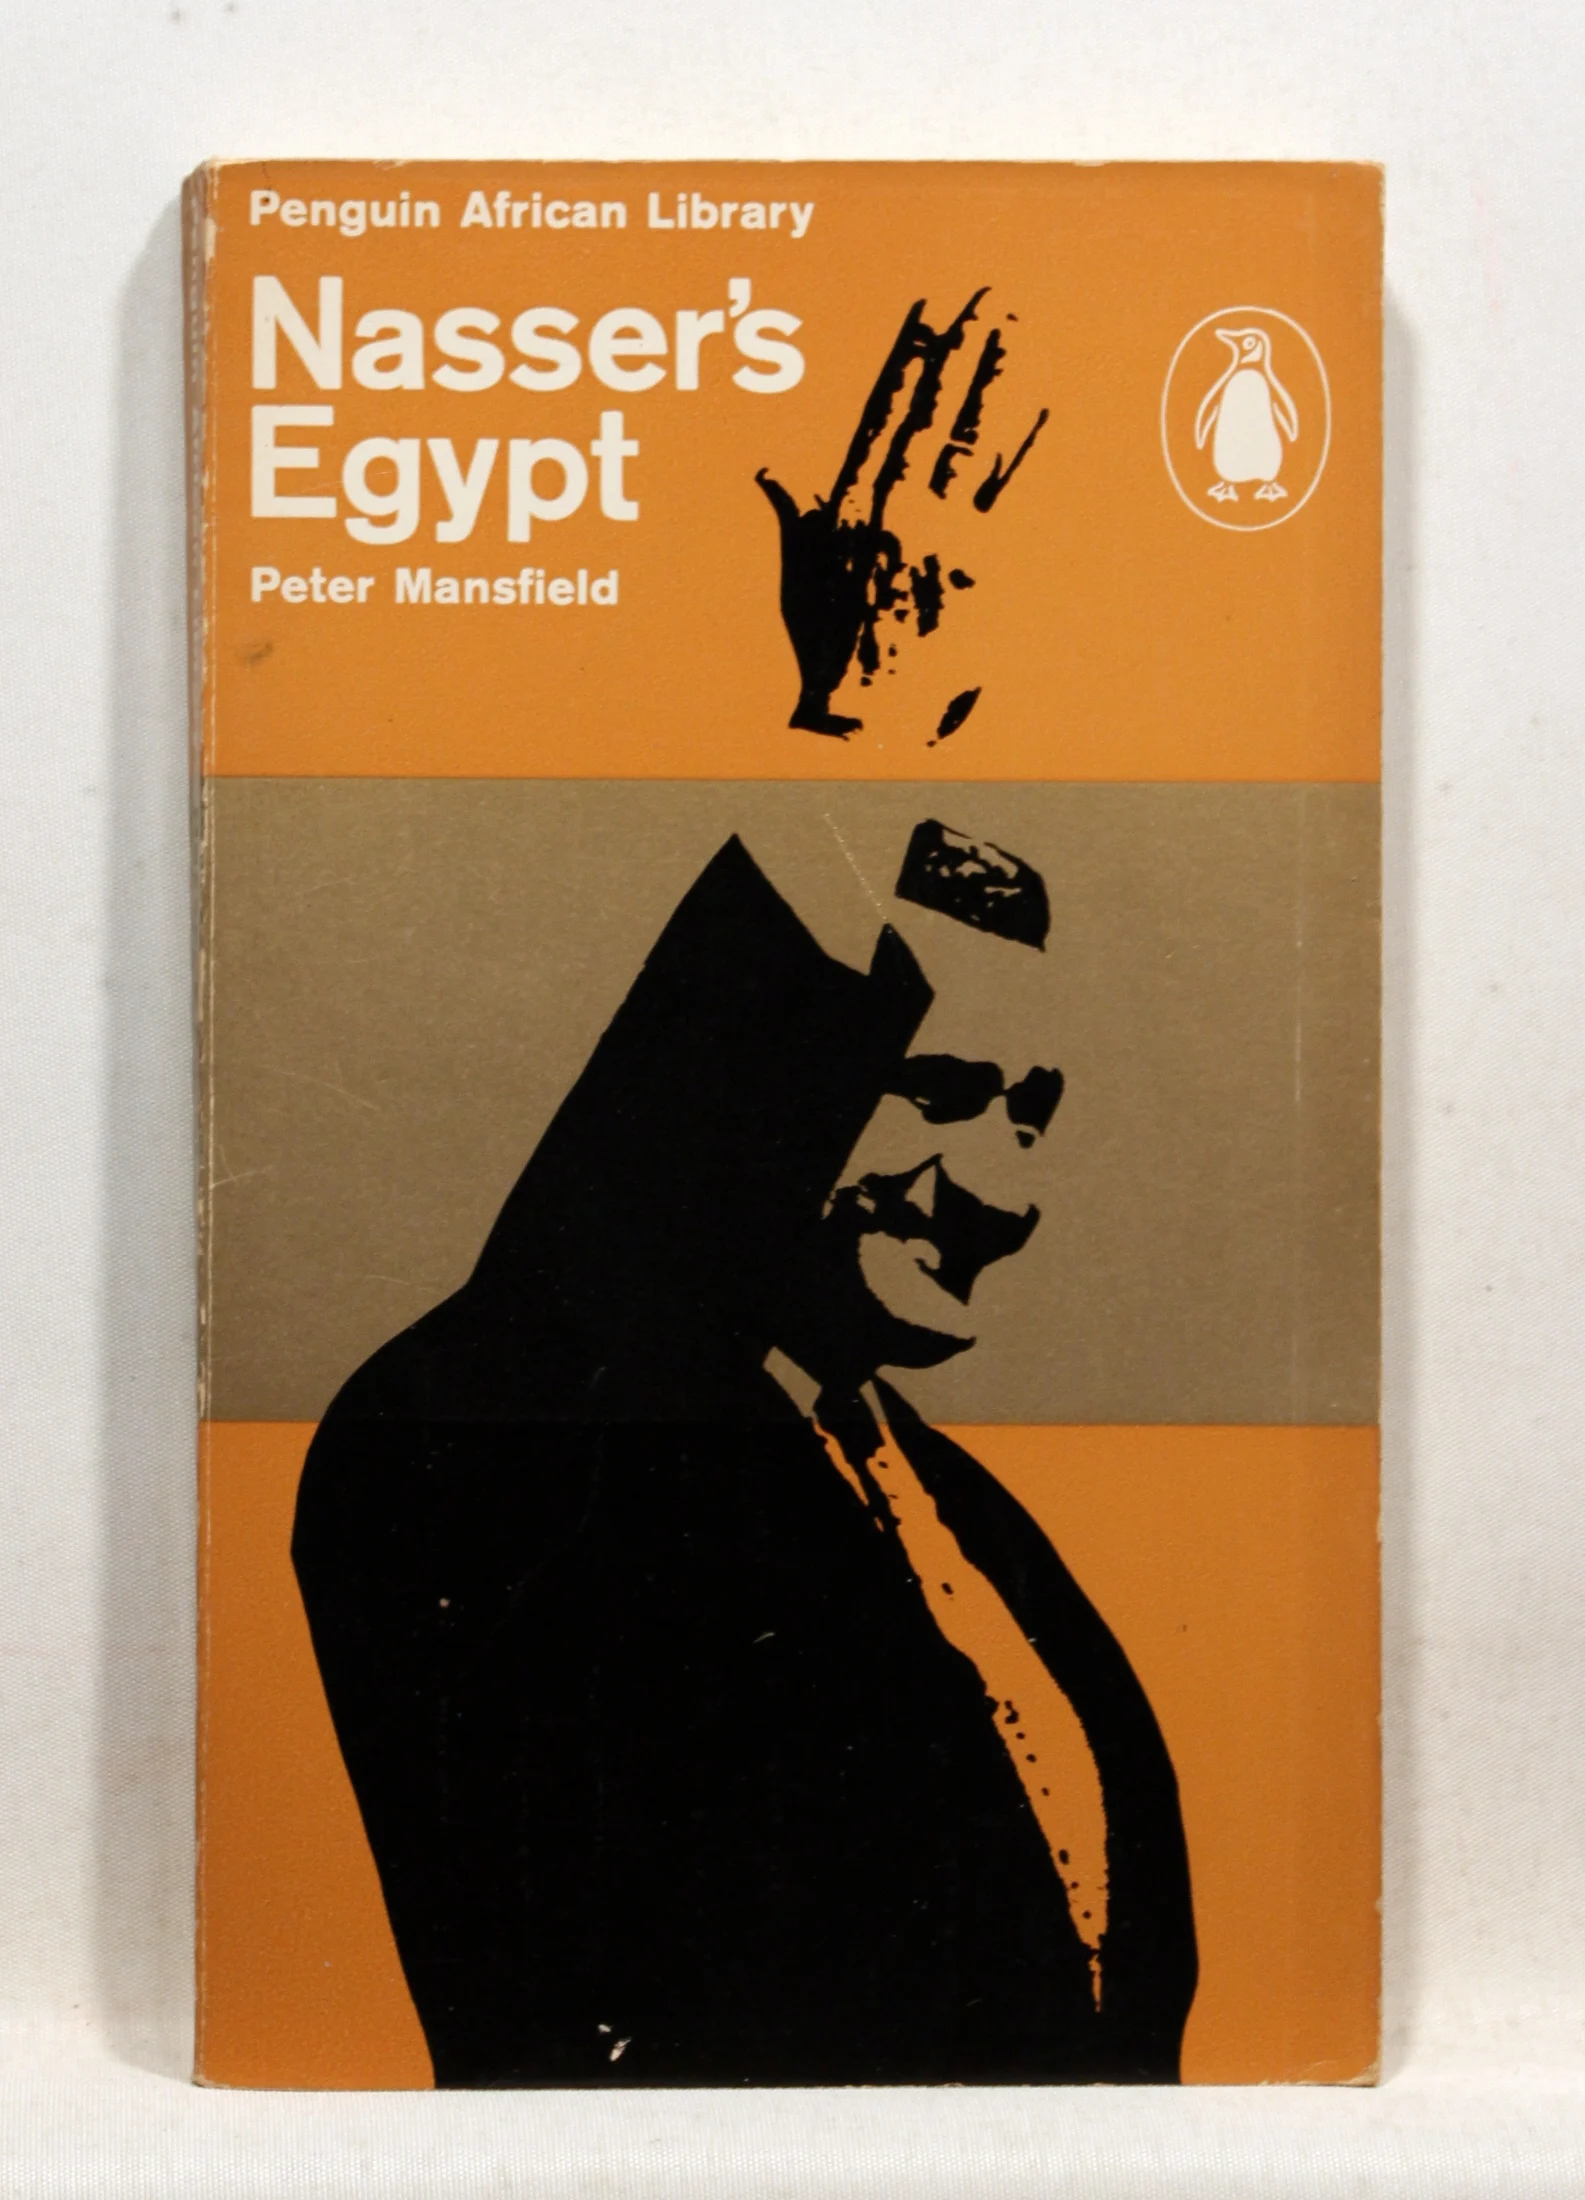 Penguin African Library
Nasser's
Egypt
Peter Mansfield